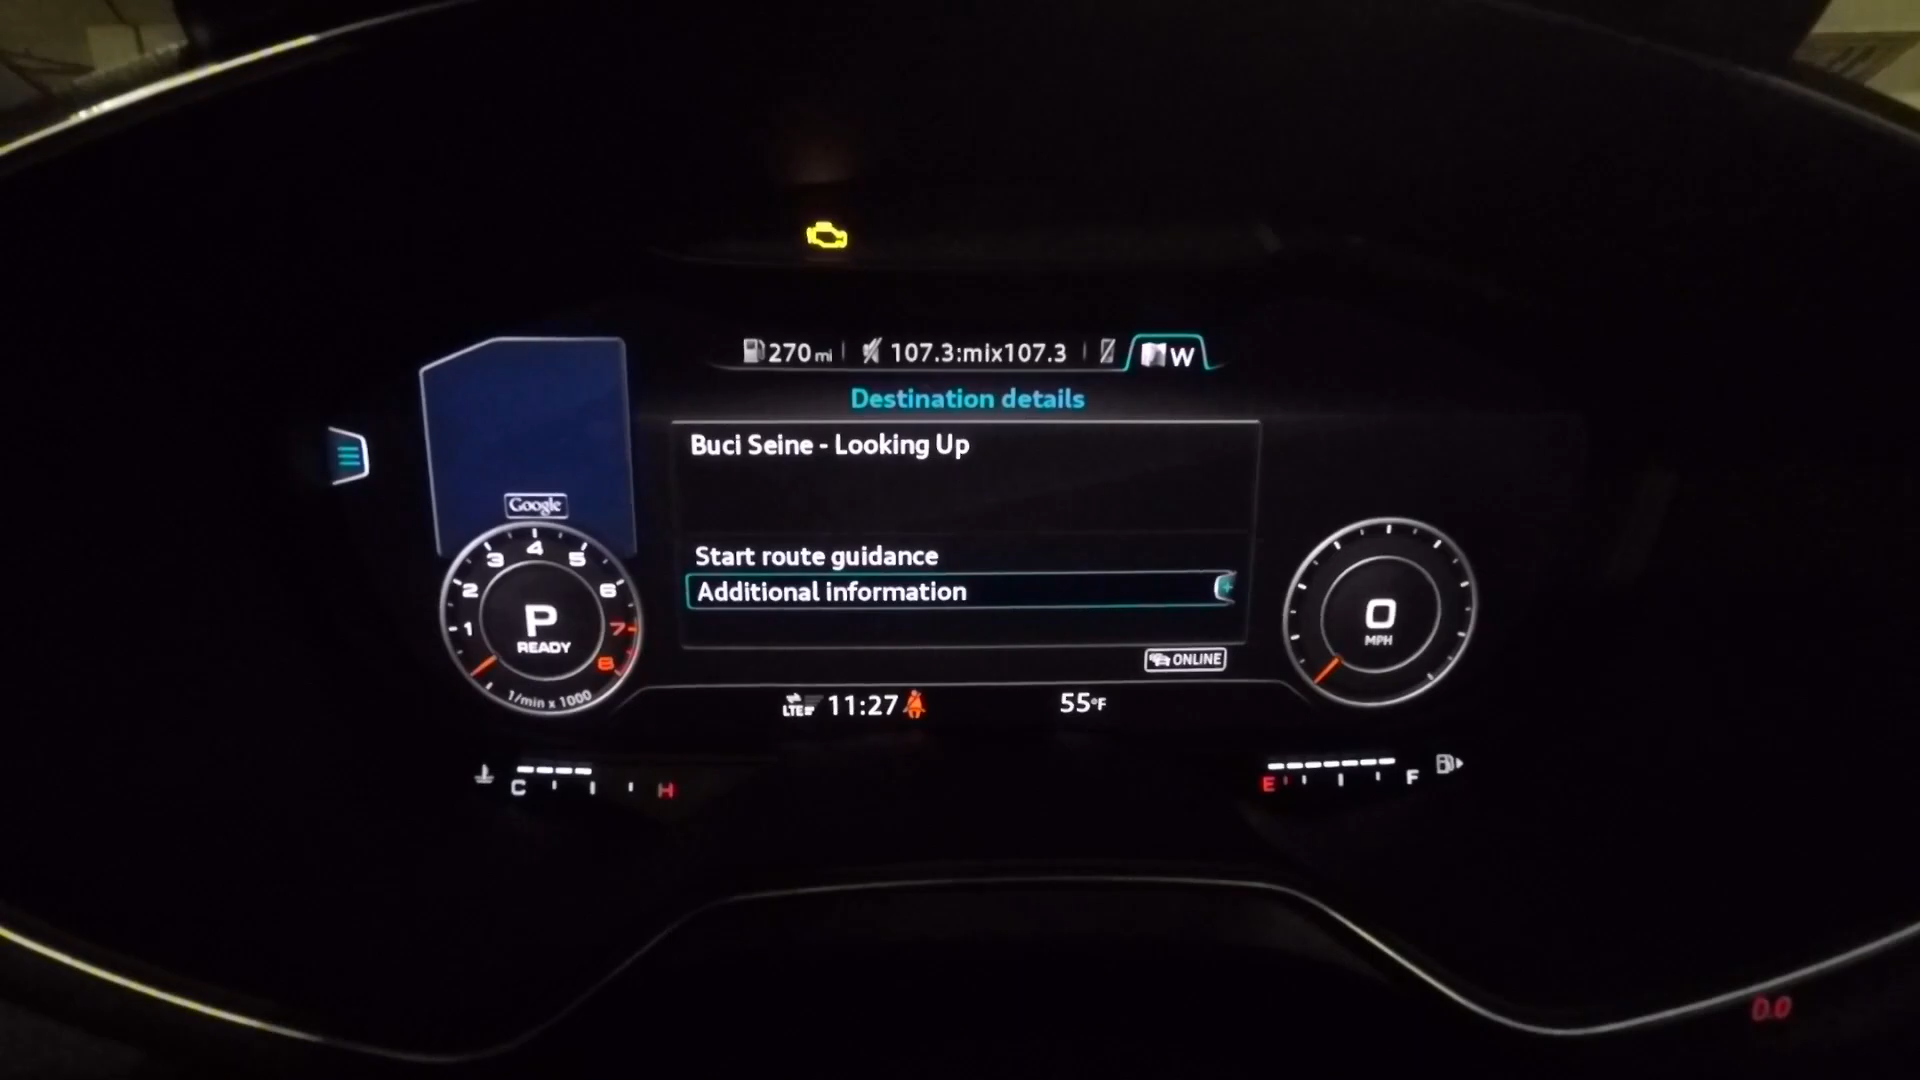 270 mi
107.3:mix107.3
W
Destination details
Buci Seine - Looking Up
Google
Start route guidance
Additional information
ONLINE
1 2 3 4 5 6 7 8
P
READY
1/min x 1000
0
MPH
LTE
11:27
55°F
C H
E F
0.0